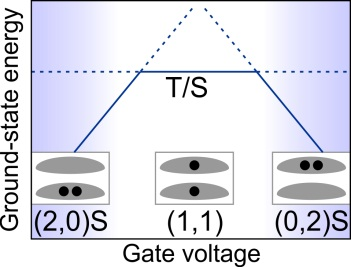 Ground-state energy
T/S
(2,0)S
(1,1)
(0,2)S
Gate voltage